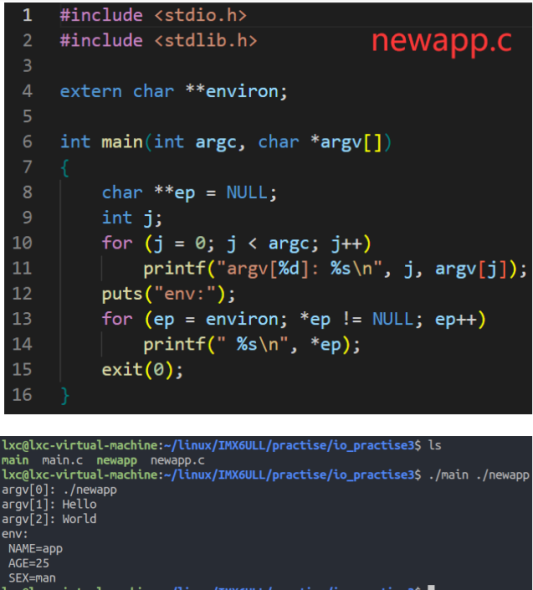 1 #include <stdio.h>
2 #include <stdlib.h> newapp.c
3
4 extern char **environ;
5
6 int main(int argc, char *argv[])
7 {
8 char **ep = NULL;
9 int j;
10 for (j = 0; j < argc; j++)
11 printf("argv[%d]: %s\n", j, argv[j]);
12 puts("env:");
13 for (ep = environ; *ep != NULL; ep++)
14 printf(" %s\n", *ep);
15 exit(0);
16 }
lxc@lxc-virtual-machine:~/linux/IMX6ULL/practise/io_practise3$ ls
main main.c newapp newapp.c
lxc@lxc-virtual-machine:~/linux/IMX6ULL/practise/io_practise3$ ./main ./newapp
argv[0]: ./newapp
argv[1]: Hello
argv[2]: World
env:
NAME=app
AGE=25
SEX=man